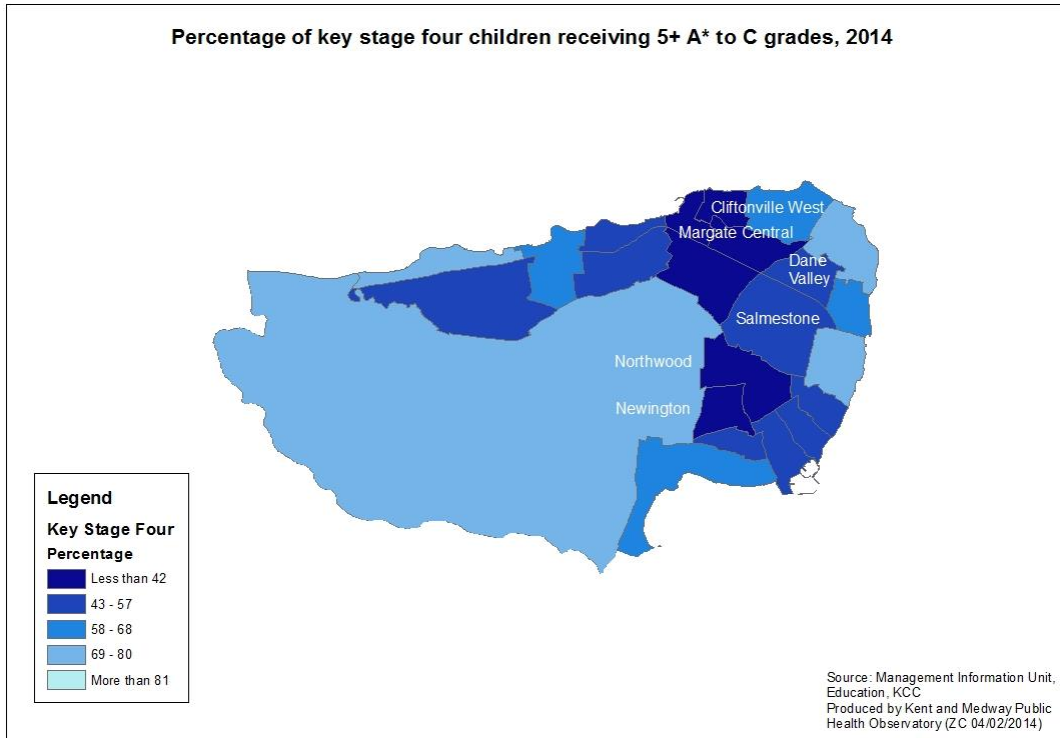 Percentage of key stage four children receiving 5+ A* to C grades, 2014
Cliftonville West
Margate Central
Dane
Valley
Salmestone
Northwood
Newington
Legend
Key Stage Four
Percentage
Less than 42
43 - 57
58 - 68
69 - 80
More than 81
Source: Management Information Unit,
Education, KCC
Produced by Kent and Medway Public
Health Observatory (ZC 04/02/2014)